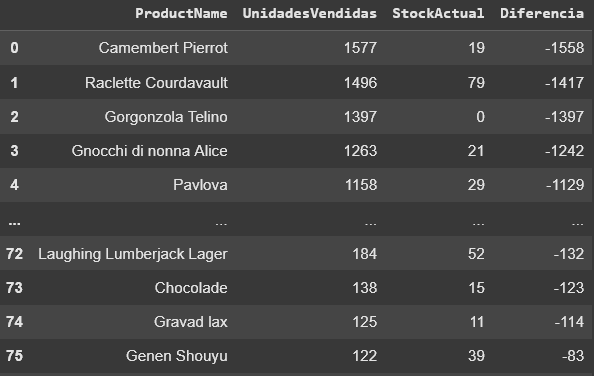 ProductName UnidadesVendidas StockActual Diferencia
0 Camembert Pierrot 1577 19 -1558
1 Raclette Courdavault 1496 79 -1417
2 Gorgonzola Telino 1397 0 -1397
3 Gnocchi di nonna Alice 1263 21 -1242
4 Pavlova 1158 29 -1129
... ... ... ... ...
72 Laughing Lumberjack Lager 184 52 -132
73 Chocolade 138 15 -123
74 Gravad lax 125 11 -114
75 Genen Shouyu 122 39 -83